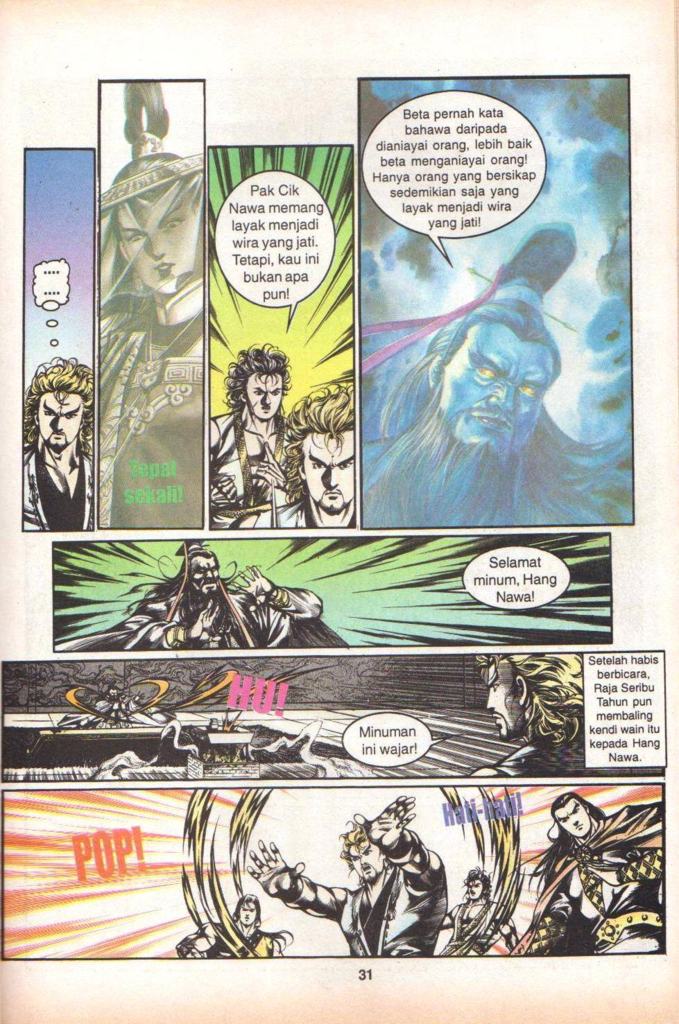 Beta pernah kata
bahawa daripada
dianiayai orang, lebih baik
beta menganiayai orang!
Hanya orang yang bersikap
sedemikian saja yang
layak menjadi wira
yang jati!
Pak Cik
Nawa memang
layak menjadi
wira yang jati.
Tetapi, kau ini
bukan apa
pun!
Tepat
sekali!
....
....
Selamat
minum, Hang
Nawa!
HU!
Minuman
ini wajar!
Setelah habis
berbicara,
Raja Seribu
Tahun pun
membaling
kendi wain itu
kepada Hang
Nawa.
POP!
Hati-hati!
31